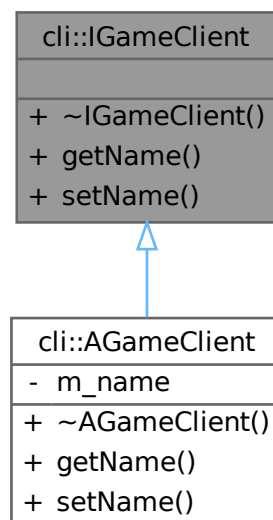 cli::IGameClient
+ ~IGameClient()
+ getName()
+ setName()
cli::AGameClient
- m_name
+ ~AGameClient()
+ getName()
+ setName()